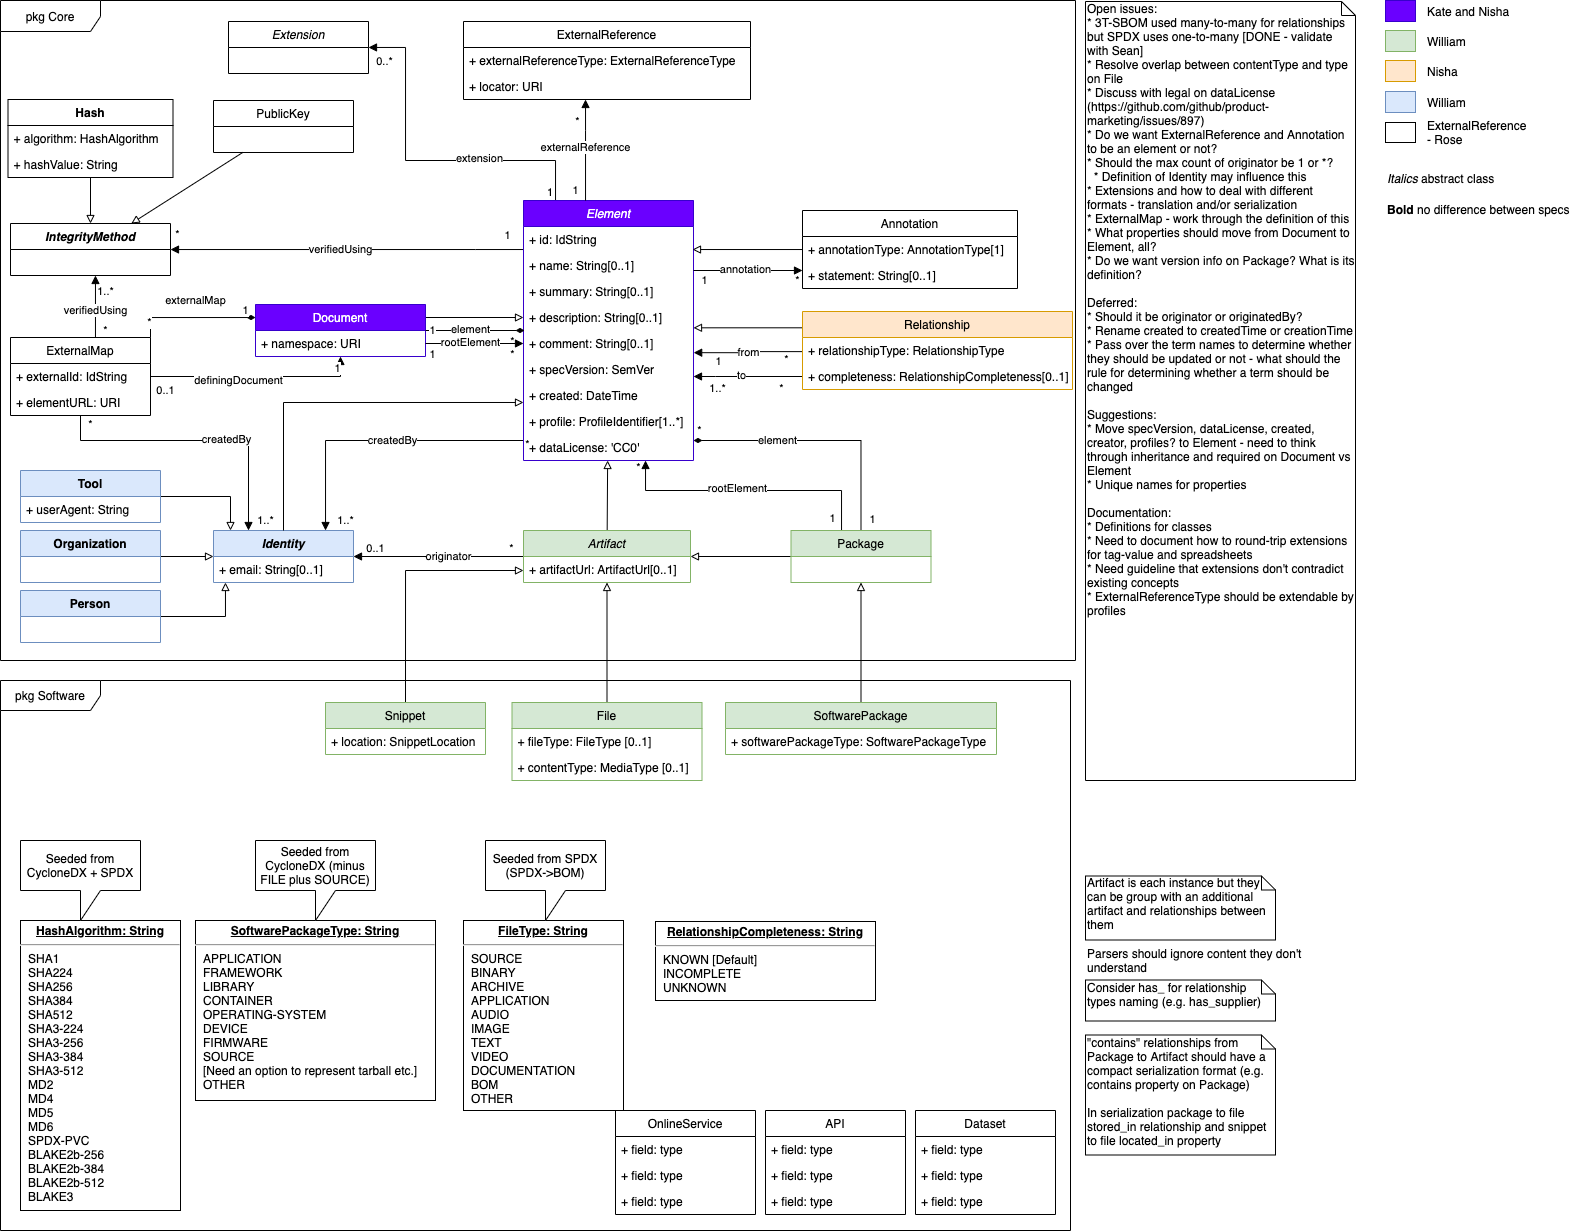 pkg Core
Extension
0..*
ExternalReference
+ externalReferenceType: ExternalReferenceType
+ locator: URI
Hash
+ algorithm: HashAlgorithm
+ hashValue: String
PublicKey
*
externalReference
extension
1
1
IntegrityMethod
*
verifiedUsing
1
Element
+ id: IdString
+ name: String[0..1]
+ summary: String[0..1]
+ description: String[0..1]
+ comment: String[0..1]
+ specVersion: SemVer
+ created: DateTime
+ profile: ProfileIdentifier[1..*]
+ dataLicense: 'CC0'
Annotation
+ annotationType: AnnotationType[1]
+ statement: String[0..1]
annotation
1
*
1..*
verifiedUsing
*
externalMap
*
1
Document
+ namespace: URI
1
element
*
rootElement
1
*
Relationship
+ relationshipType: RelationshipType
+ completeness: RelationshipCompleteness[0..1]
from
1
*
to
1..*
*
ExternalMap
+ externalId: IdString
+ elementURL: URI
0..1
definingDocument
1
*
createdBy
createdBy
*
*
element
*
rootElement
1
1
Tool
+ userAgent: String
1..*
1..*
Organization
Identity
+ email: String[0..1]
0..1
originator
*
Artifact
+ artifactUrl: ArtifactUrl[0..1]
Package
Person
pkg Software
Snippet
+ location: SnippetLocation
File
+ fileType: FileType [0..1]
+ contentType: MediaType [0..1]
SoftwarePackage
+ softwarePackageType: SoftwarePackageType
Seeded from
CycloneDX + SPDX
Seeded from
CycloneDX (minus
FILE plus SOURCE)
Seeded from SPDX
(SPDX->BOM)
HashAlgorithm: String
SHA1
SHA224
SHA256
SHA384
SHA512
SHA3-224
SHA3-256
SHA3-384
SHA3-512
MD2
MD4
MD5
MD6
SPDX-PVC
BLAKE2b-256
BLAKE2b-384
BLAKE2b-512
BLAKE3
SoftwarePackageType: String
APPLICATION
FRAMEWORK
LIBRARY
CONTAINER
OPERATING-SYSTEM
DEVICE
FIRMWARE
SOURCE
[Need an option to represent tarball etc.]
OTHER
FileType: String
SOURCE
BINARY
ARCHIVE
APPLICATION
AUDIO
IMAGE
TEXT
VIDEO
DOCUMENTATION
BOM
OTHER
RelationshipCompleteness: String
KNOWN [Default]
INCOMPLETE
UNKNOWN
OnlineService
+ field: type
+ field: type
+ field: type
API
+ field: type
+ field: type
+ field: type
Dataset
+ field: type
+ field: type
+ field: type
Open issues:
* 3T-SBOM used many-to-many for relationships
but SPDX uses one-to-many [DONE - validate
with Sean]
* Resolve overlap between contentType and type
on File
* Discuss with legal on dataLicense
(https://github.com/github/product-
marketing/issues/897)
* Do we want ExternalReference and Annotation
to be an element or not?
* Should the max count of originator be 1 or *?
* Definition of Identity may influence this
* Extensions and how to deal with different
formats - translation and/or serialization
* ExternalMap - work through the definition of this
* What properties should move from Document to
Element, all?
* Do we want version info on Package? What is its
definition?
Deferred:
* Should it be originator or originatedBy?
* Rename created to createdTime or creationTime
* Pass over the term names to determine whether
they should be updated or not - what should the
rule for determining whether a term should be
changed
Suggestions:
* Move specVersion, dataLicense, created,
creator, profiles? to Element - need to think
through inheritance and required on Document vs
Element
* Unique names for properties
Documentation:
* Definitions for classes
* Need to document how to round-trip extensions
for tag-value and spreadsheets
* Need guideline that extensions don't contradict
existing concepts
* ExternalReferenceType should be extendable by
profiles
Artifact is each instance but they
can be group with an additional
artifact and relationships between
them
Parsers should ignore content they don't
understand
Consider has_ for relationship
types naming (e.g. has_supplier)
"contains" relationships from
Package to Artifact should have a
compact serialization format (e.g.
contains property on Package)
In serialization package to file
stored_in relationship and snippet
to file located_in property
Kate and Nisha
William
Nisha
William
ExternalReference
- Rose
Italics abstract class
Bold no difference between specs